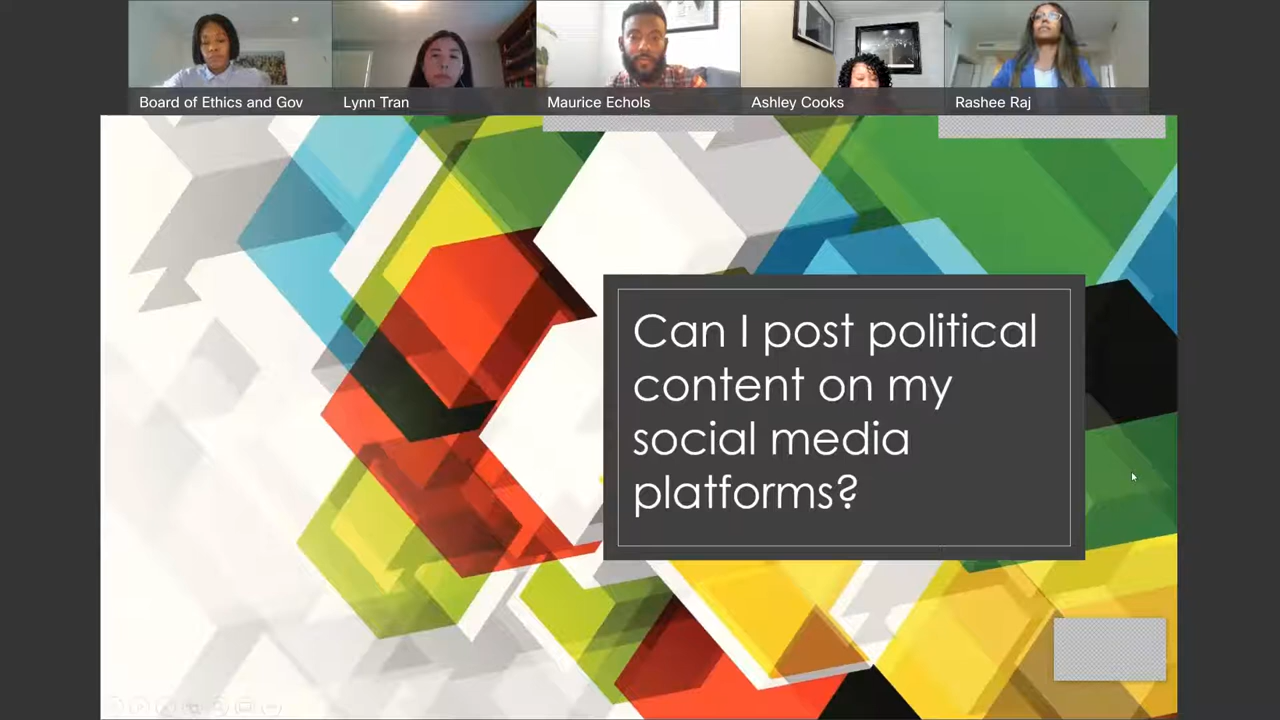 Board of Ethics and Gov
Lynn Tran
Maurice Echols
Ashley Cooks
Rashee Raj
Can I post political
content on my
social media
platforms?